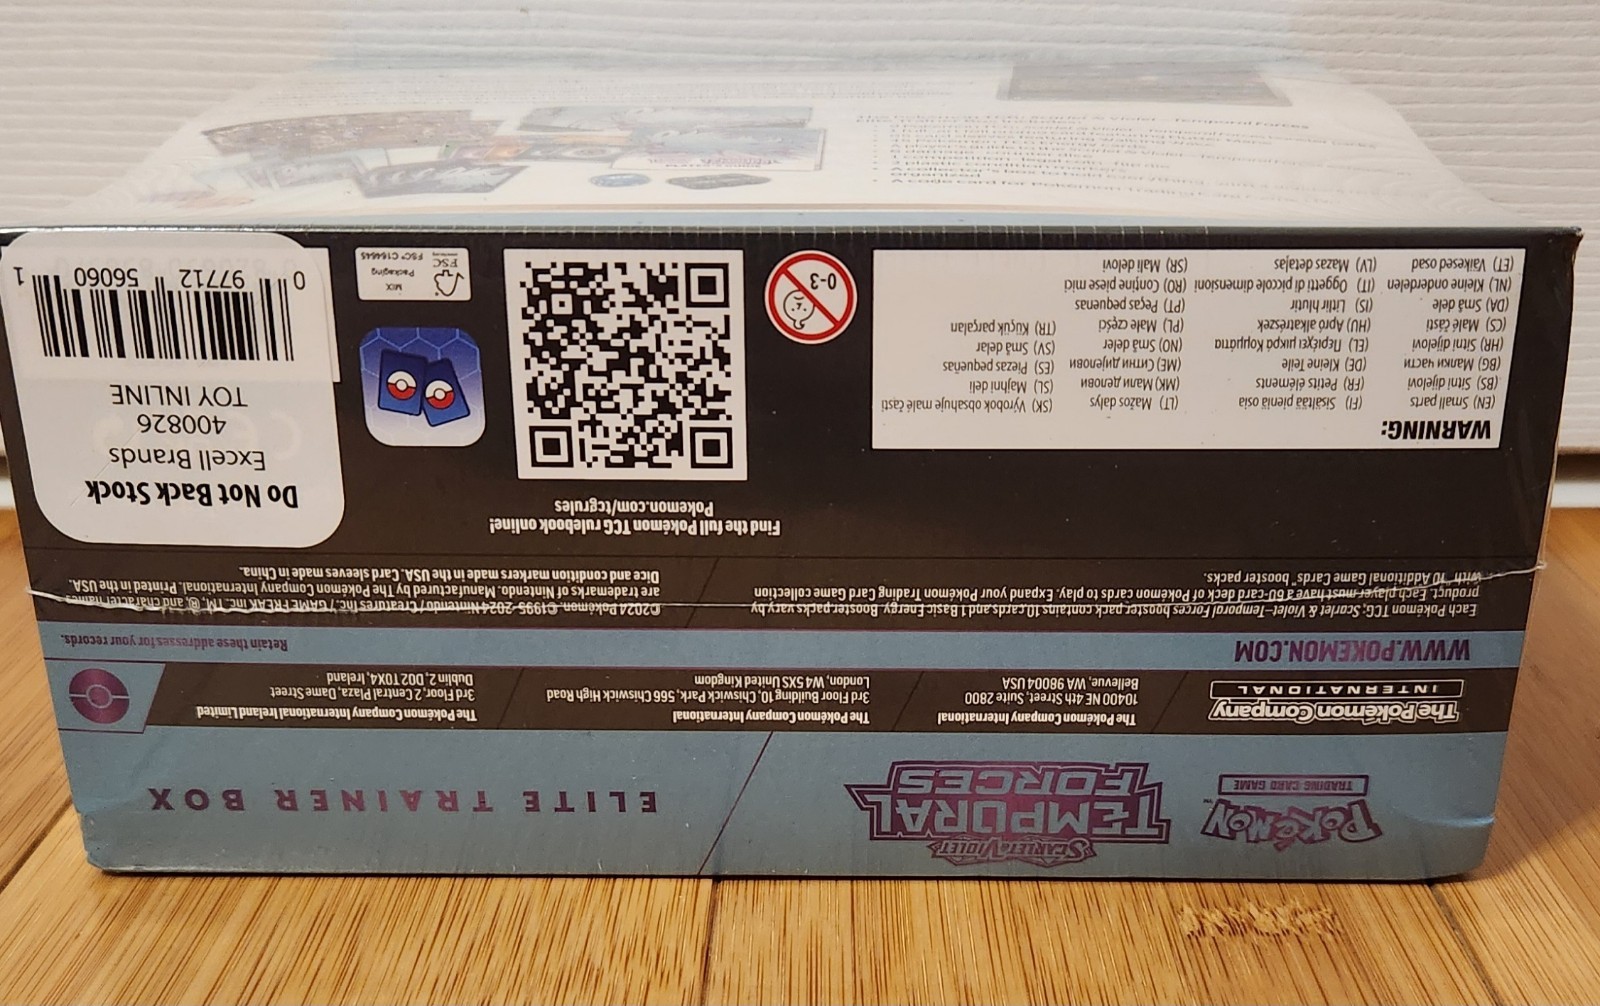 SCARLET & VIOLET
POKÉMON
TRADING CARD GAME
TEMPORAL
FORCES
ELITE TRAINER BOX
The Pokémon Company
INTERNATIONAL
The Pokémon Company International
10400 NE 4th Street, Suite 2800
Bellevue, WA 98004 USA
The Pokémon Company International
3rd Floor Building 10, Chiswick Park, 566 Chiswick High Road
London, W4 5XS United Kingdom
The Pokémon Company International Ireland Limited
3rd Floor, 2 Central Plaza, Dame Street
Dublin 2, D02 T0X4, Ireland
WWW.POKEMON.COM
Retain these addresses for your records.
Each Pokémon TCG: Scarlet & Violet—Temporal Forces booster pack contains 10 cards and 1 Basic Energy. Booster packs vary by
product. Each player must have a 60-card deck of Pokémon cards to play. Expand your Pokémon Trading Card Game collection
with "10 Additional Game Cards" booster packs.
©2024 Pokémon. ©1995–2024 Nintendo / Creatures Inc. / GAME FREAK inc. TM, ®, and character names
are trademarks of Nintendo. Manufactured by The Pokémon Company International. Printed in the USA.
Dice and condition markers made in the USA. Card sleeves made in China.
Find the full Pokémon TCG rulebook online!
Pokemon.com/tcgrules
WARNING:
(EN) Small parts
(BS) Sitni dijelovi
(BG) Малки части
(HR) Sitni dijelovi
(CS) Malé části
(DA) Små dele
(NL) Kleine onderdelen
(ET) Väikesed osad
(FI) Sisältää pieniä osia
(FR) Petits éléments
(DE) Kleine Teile
(EL) Περιέχει μικρά κομμάτια
(HU) Apró alkatrészek
(IS) Litlir hlutir
(IT) Oggetti di piccole dimensioni
(LV) Mazas detaļas
(LT) Mažos dalys
(MK) Мали делови
(ME) Ситни дијелови
(NO) Små deler
(PL) Małe części
(PT) Peças pequenas
(RO) Conține piese mici
(SR) Mali delovi
(SK) Výrobok obsahuje malé časti
(SL) Majhni deli
(ES) Piezas pequeñas
(SV) Små delar
(TR) Küçük parçaları
0-3
MIX
Packaging
FSC
FSC® C164645
Do Not Back Stock
Excell Brands
400826
TOY INLINE
0 97712 56060 1